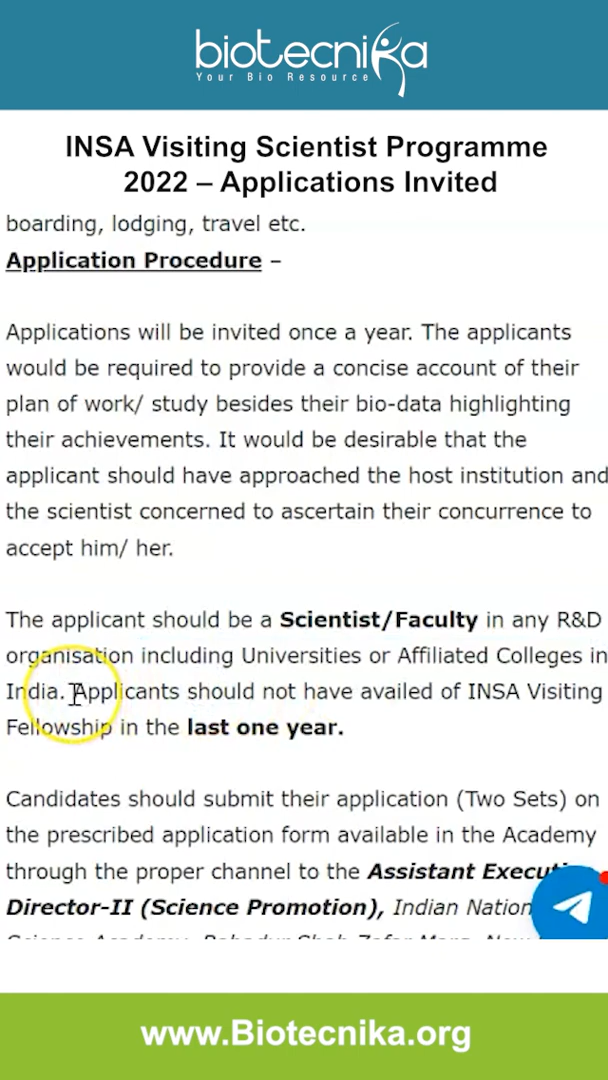 biotecnika
Your Bio Resource
INSA Visiting Scientist Programme
2022 – Applications Invited
boarding, lodging, travel etc.
Application Procedure –
Applications will be invited once a year. The applicants
would be required to provide a concise account of their
plan of work/ study besides their bio-data highlighting
their achievements. It would be desirable that the
applicant should have approached the host institution and
the scientist concerned to ascertain their concurrence to
accept him/ her.
The applicant should be a Scientist/Faculty in any R&D
organisation including Universities or Affiliated Colleges in
India. Applicants should not have availed of INSA Visiting
Fellowship in the last one year.
Candidates should submit their application (Two Sets) on
the prescribed application form available in the Academy
through the proper channel to the Assistant
Director-II (Science Promotion), Indian
www.Biotecnika.org